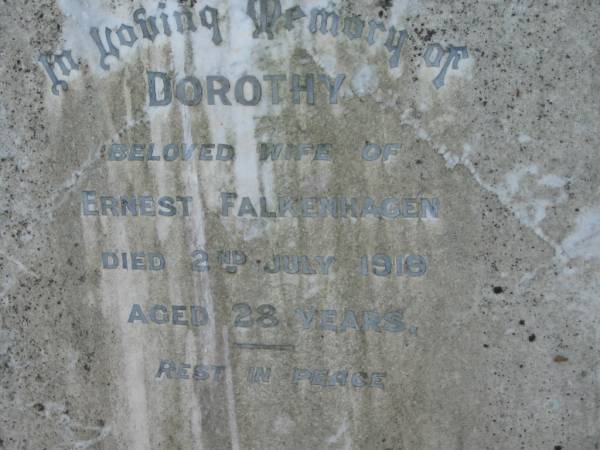 In Loving Memory of
DOROTHY
BELOVED WIFE OF
ERNEST FALKENHAGEN
DIED 2ND JULY 1919
AGED 28 YEARS.
REST IN PEACE